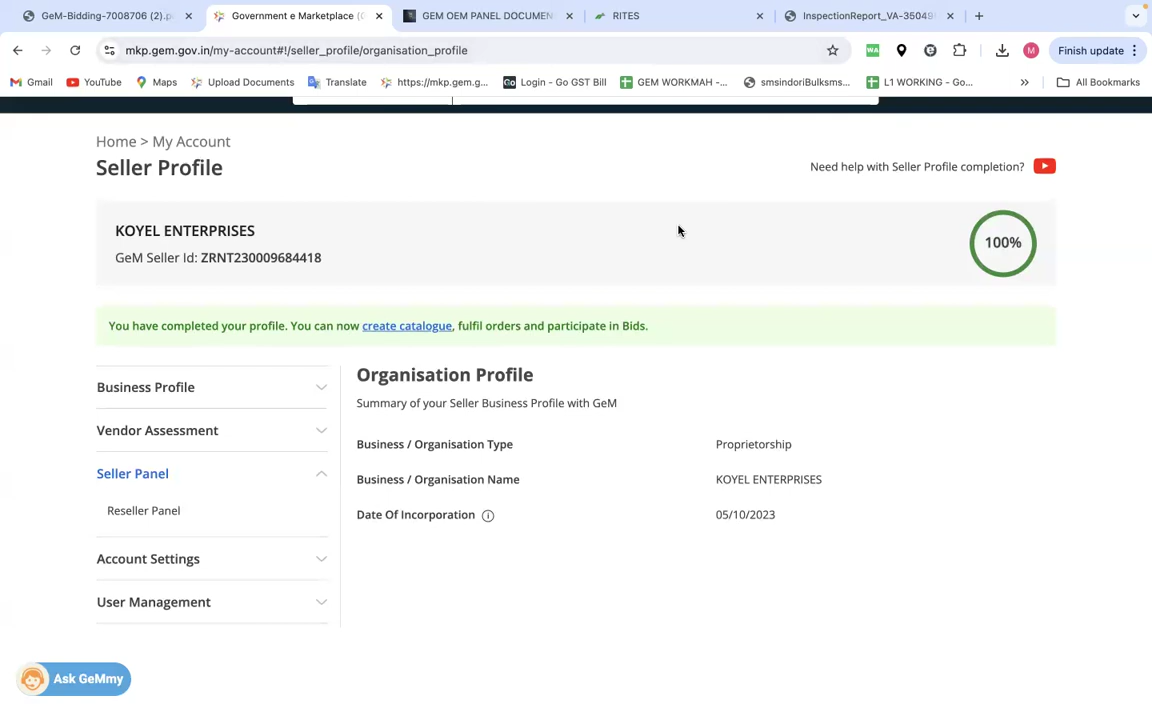 GeM-Bidding-7008706 (2).p
Government e Marketplace (
GEM OEM PANEL DOCUMEN
RITES
InspectionReport_VA-35049
mkp.gem.gov.in/my-account#!/seller_profile/organisation_profile
WA
M
Finish update
Gmail
YouTube
Maps
Upload Documents
Translate
https://mkp.gem.g...
Go
Login - Go GST Bill
GEM WORKMAH -...
smsindoriBulksms...
L1 WORKING - Go...
»
All Bookmarks
Home > My Account
Seller Profile
Need help with Seller Profile completion?
KOYEL ENTERPRISES
GeM Seller Id: ZRNT230009684418
100%
You have completed your profile. You can now create catalogue, fulfil orders and participate in Bids.
Business Profile
Vendor Assessment
Seller Panel
Reseller Panel
Account Settings
User Management
Organisation Profile
Summary of your Seller Business Profile with GeM
Business / Organisation Type
Proprietorship
Business / Organisation Name
KOYEL ENTERPRISES
Date Of Incorporation
05/10/2023
Ask GeMmy